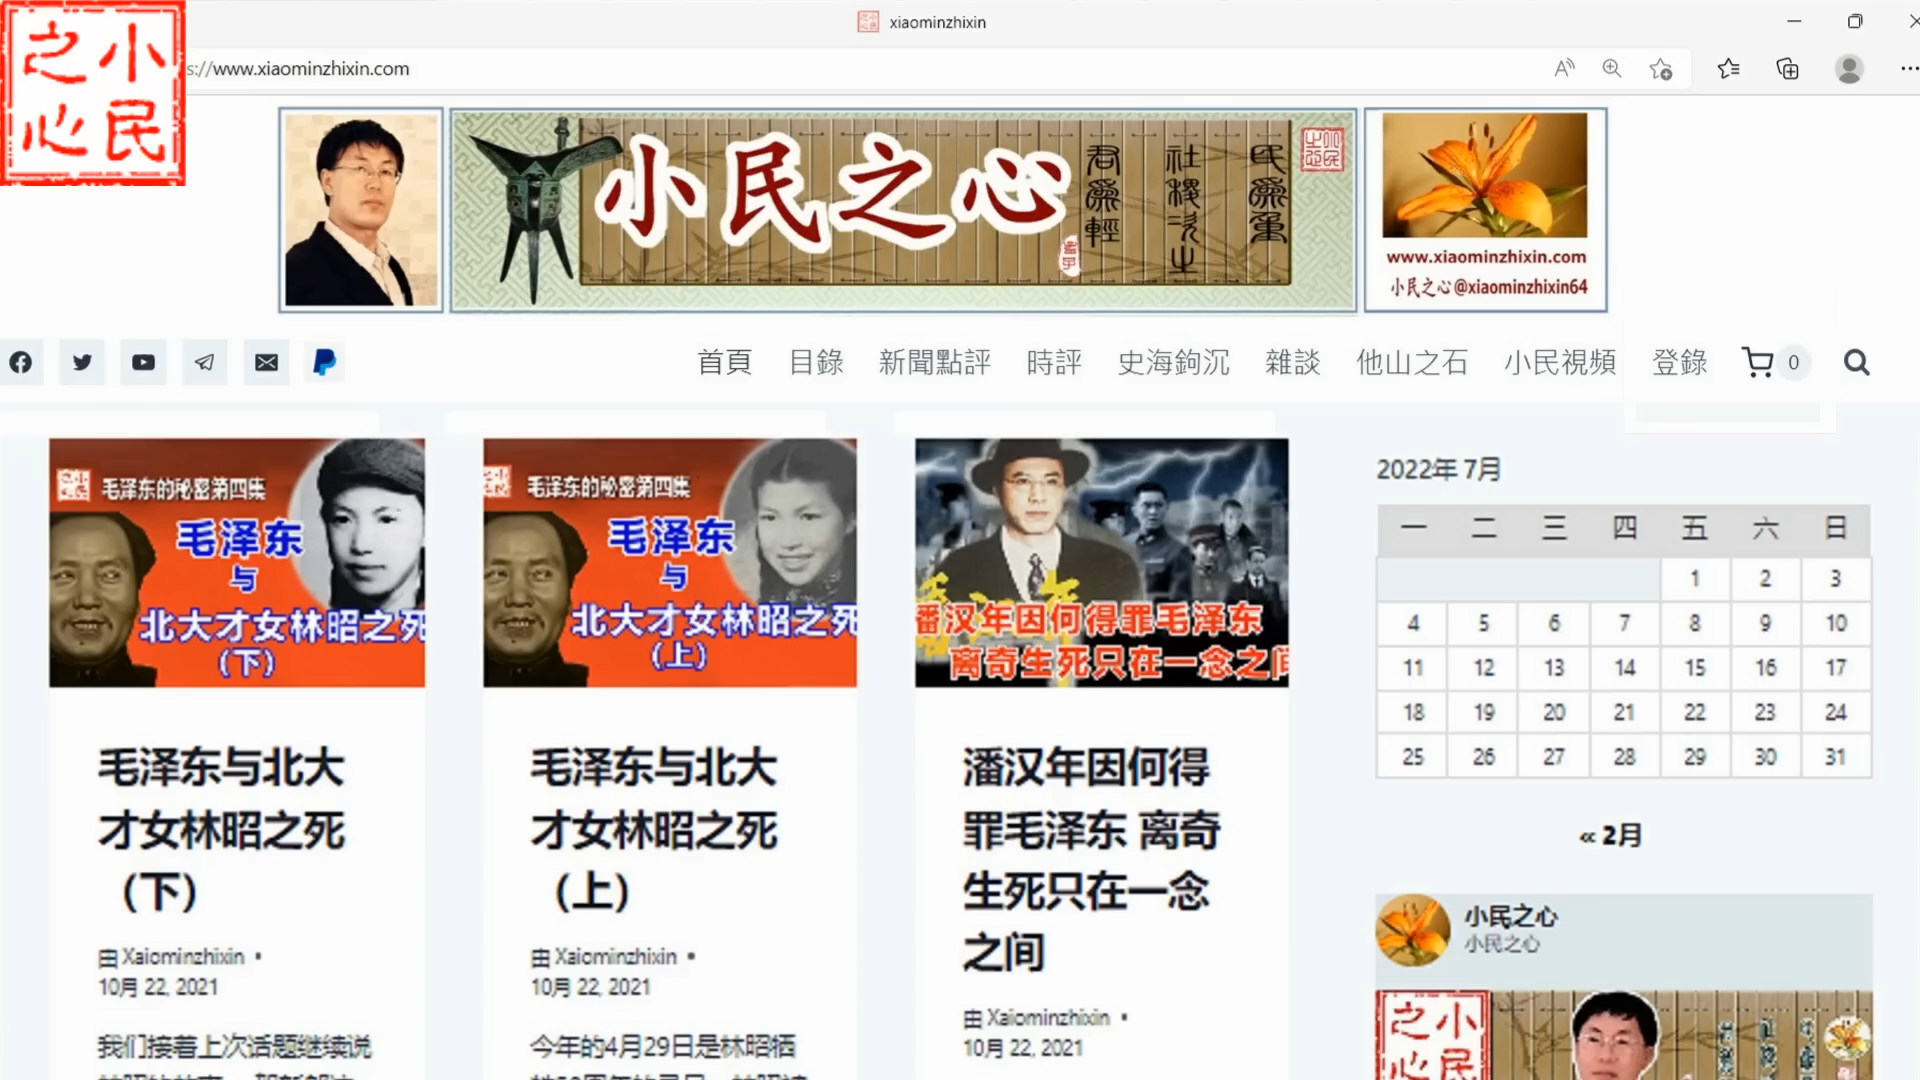 xiaominzhixin
之小
心民
s://www.xiaominzhixin.com
小民之心
民為重
社稷次之
君為輕
孟子
www.xiaominzhixin.com
小民之心@xiaominzhixin64
首頁 目錄 新聞點評 時評 史海鉤沉 雜談 他山之石 小民視頻 登錄 0
毛泽东的秘密第四集
毛泽东
与
北大才女林昭之死
(下)
毛泽东的秘密第四集
毛泽东
与
北大才女林昭之死
(上)
潘汉年因何得罪毛泽东
离奇生死只在一念之间
毛泽东与北大
才女林昭之死
（下）
由 Xaiominzhixin •
10月 22, 2021
我们接着上次话题继续说
毛泽东与北大
才女林昭之死
（上）
由 Xaiominzhixin •
10月 22, 2021
今年的4月29日是林昭牺
潘汉年因何得
罪毛泽东 离奇
生死只在一念
之间
由 Xaiominzhixin •
10月 22, 2021
2022年 7月
一 二 三 四 五 六 日
1 2 3
4 5 6 7 8 9 10
11 12 13 14 15 16 17
18 19 20 21 22 23 24
25 26 27 28 29 30 31
« 2月
小民之心
小民之心
之小
心民